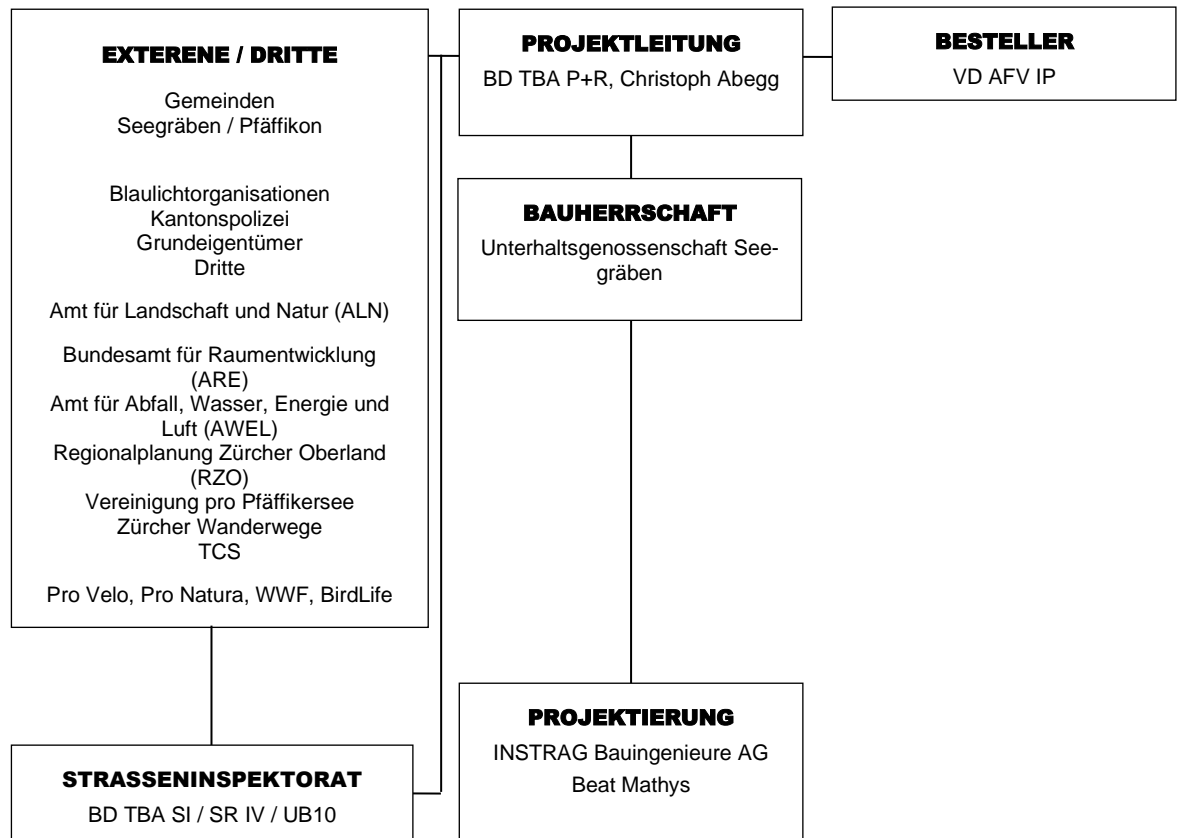 EXTERENE / DRITTE
Gemeinden
Seegräben / Pfäffikon
Blaulichtorganisationen
Kantonspolizei
Grundeigentümer
Dritte
Amt für Landschaft und Natur (ALN)
Bundesamt für Raumentwicklung
(ARE)
Amt für Abfall, Wasser, Energie und
Luft (AWEL)
Regionalplanung Zürcher Oberland
(RZO)
Vereinigung pro Pfäffikersee
Zürcher Wanderwege
TCS
Pro Velo, Pro Natura, WWF, BirdLife
STRASSENINSPEKTORAT
BD TBA SI / SR IV / UB10
PROJEKTLEITUNG
BD TBA P+R, Christoph Abegg
BAUHERRSCHAFT
Unterhaltsgenossenschaft See-
gräben
PROJEKTIERUNG
INSTRAG Bauingenieure AG
Beat Mathys
BESTELLER
VD AFV IP